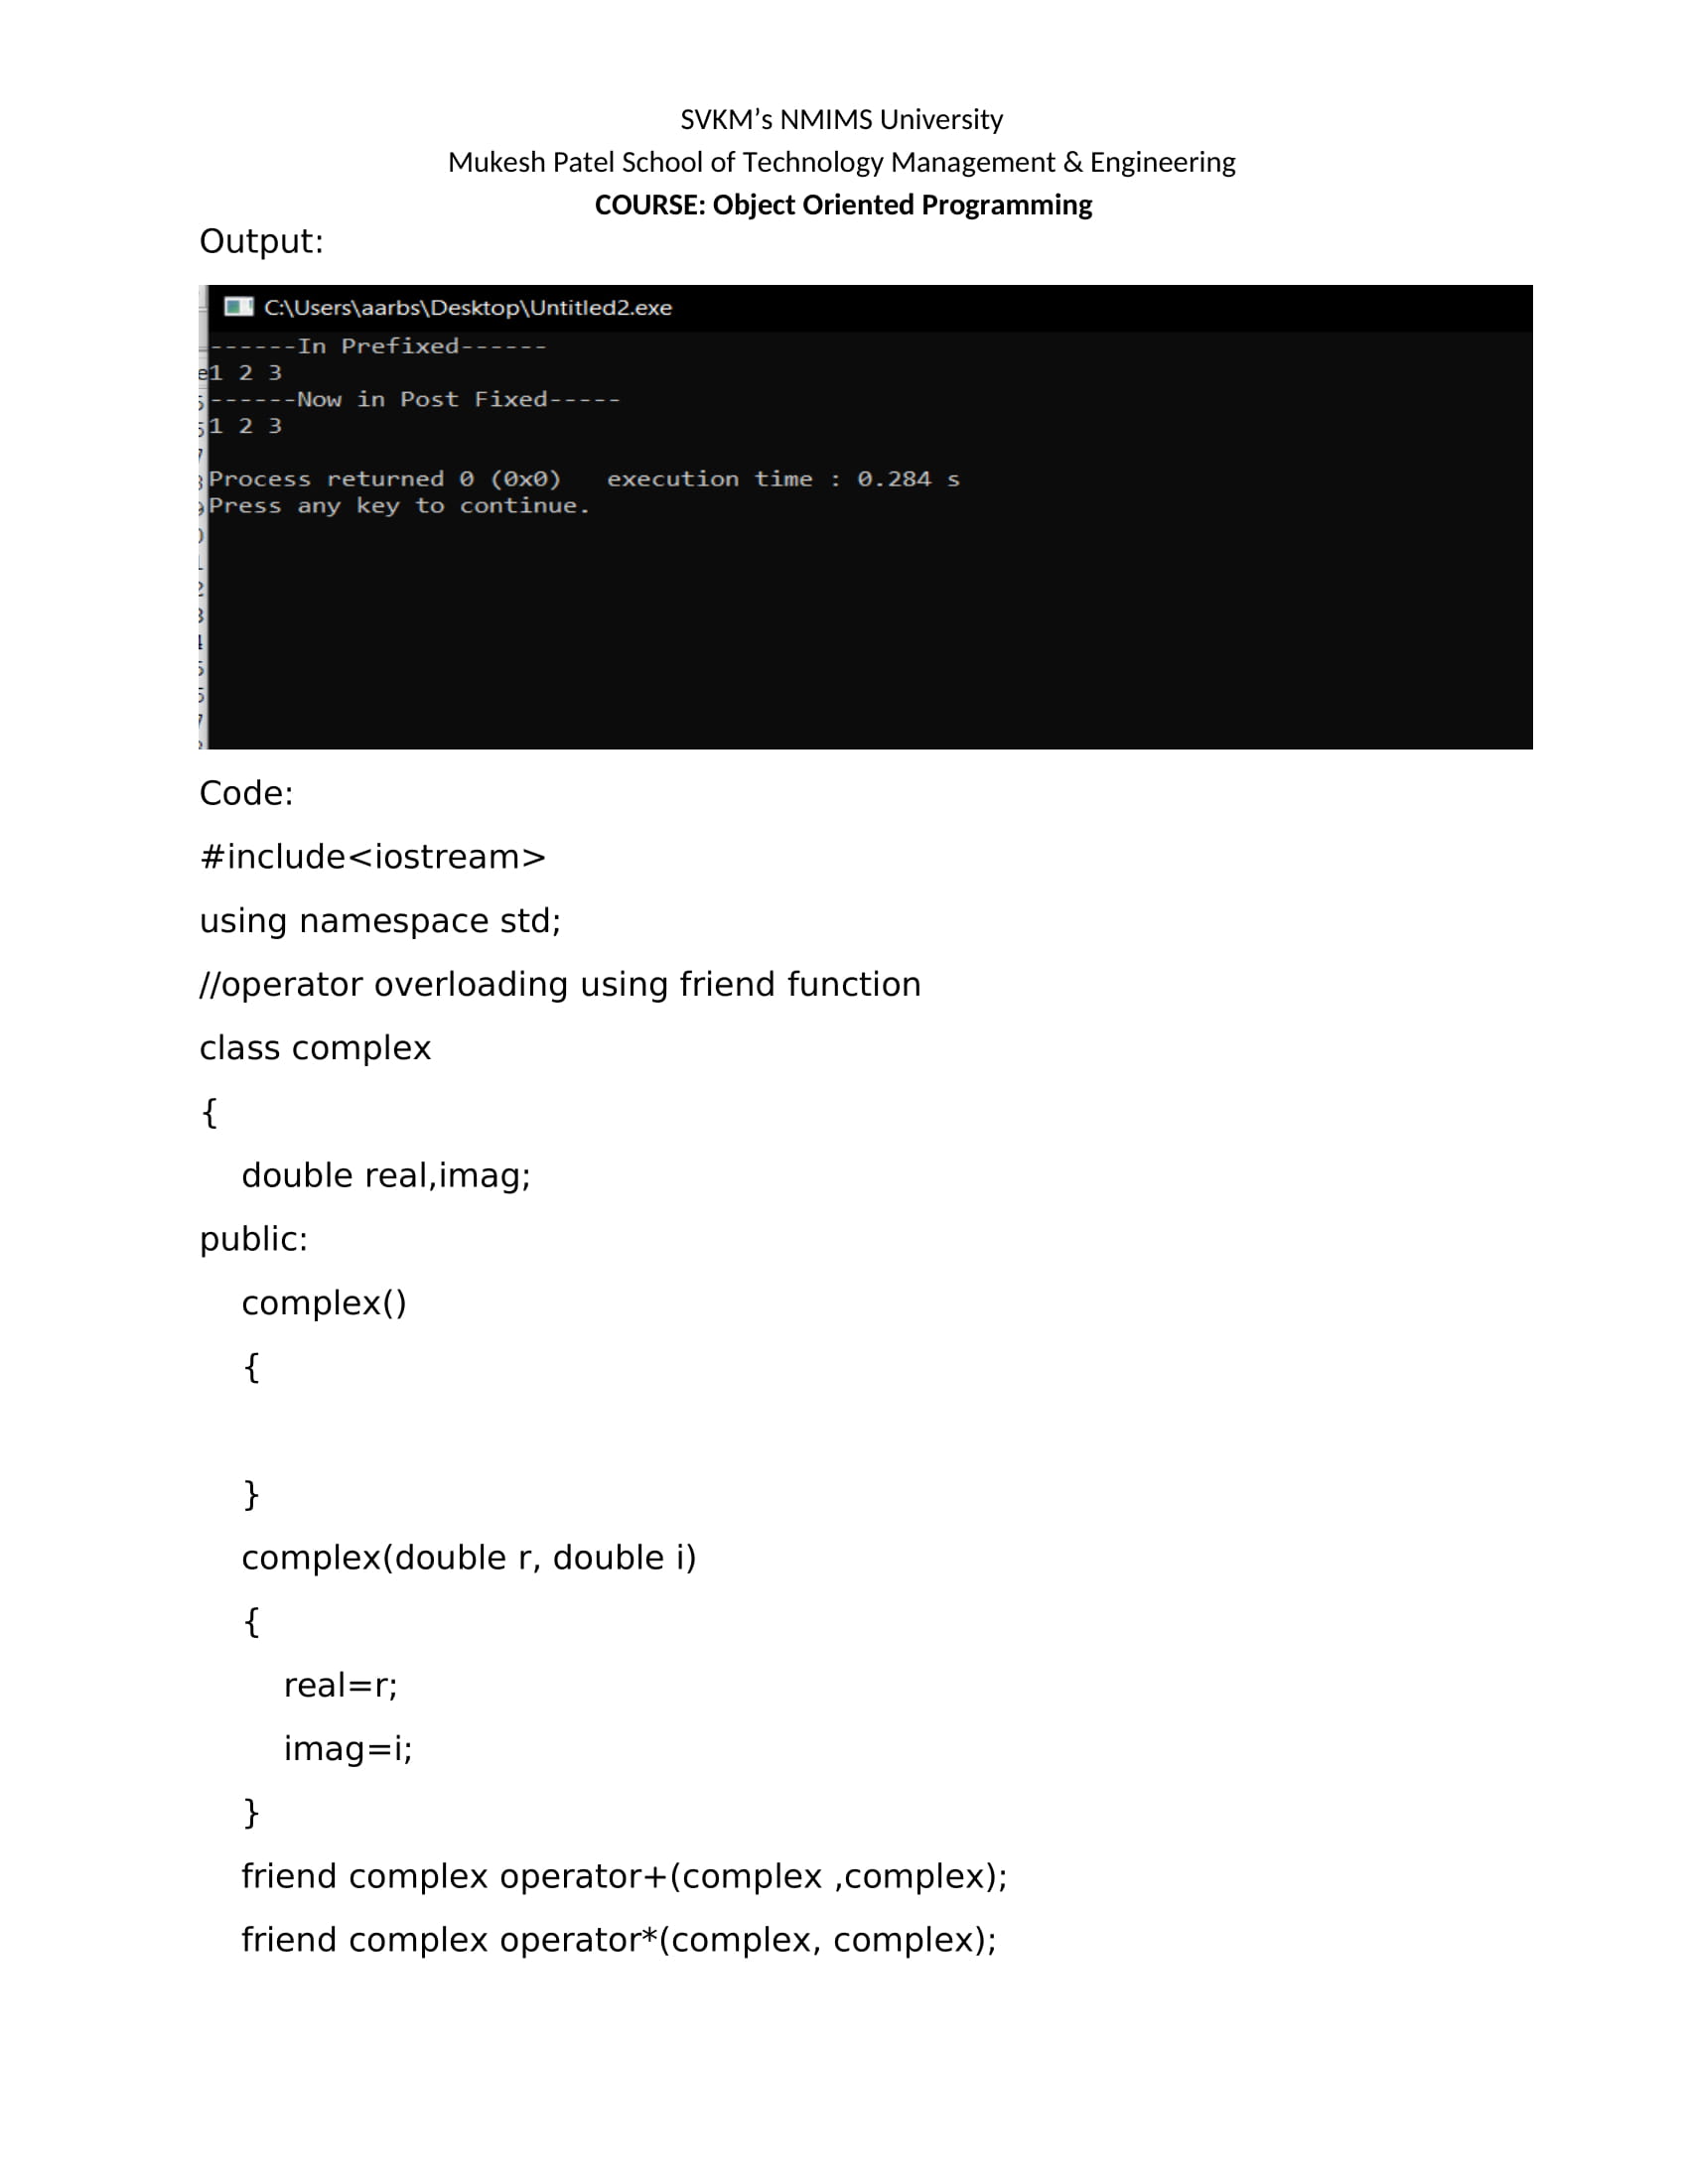 SVKM’s NMIMS University
Mukesh Patel School of Technology Management & Engineering
COURSE: Object Oriented Programming
Output:
C:\Users\aarbs\Desktop\Untitled2.exe
------In Prefixed------
1 2 3
------Now in Post Fixed-----
1 2 3
Process returned 0 (0x0)   execution time : 0.284 s
Press any key to continue.
Code:
#include<iostream>
using namespace std;
//operator overloading using friend function
class complex
{
double real,imag;
public:
complex()
{
}
complex(double r, double i)
{
real=r;
imag=i;
}
friend complex operator+(complex ,complex);
friend complex operator*(complex, complex);